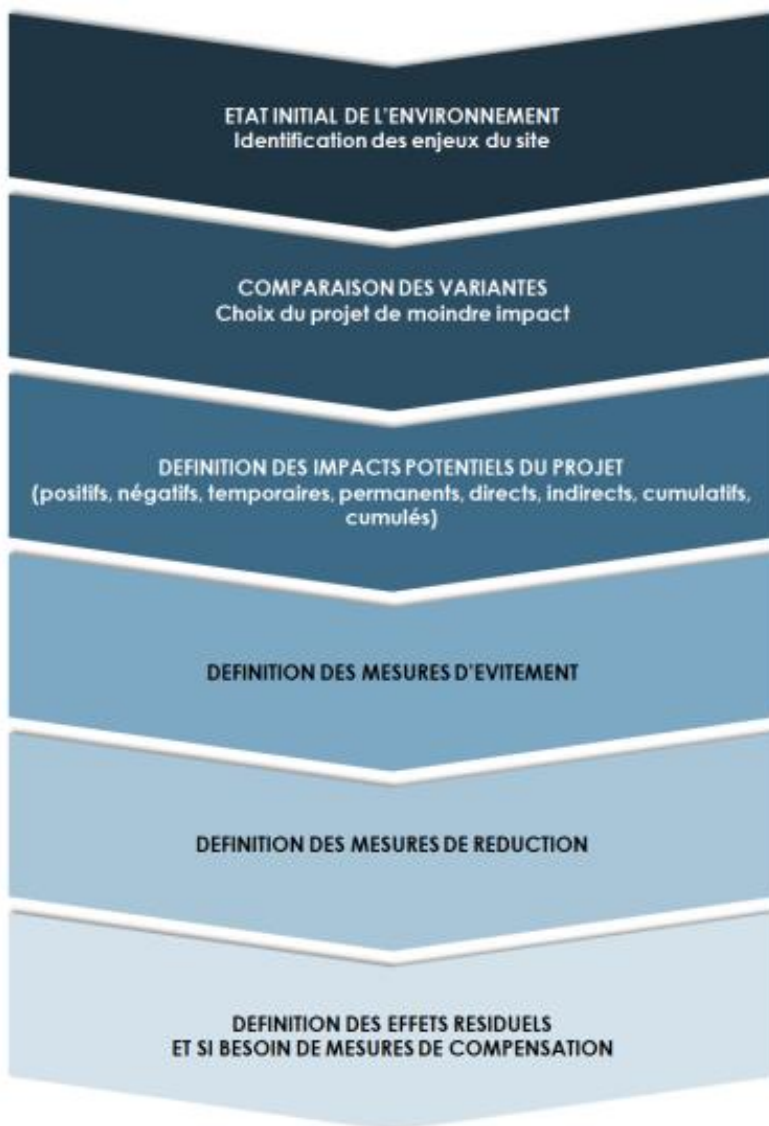 ETAT INITIAL DE L'ENVIRONNEMENT
Identification des enjeux du site
COMPARAISON DES VARIANTES
Choix du projet de moindre impact
DEFINITION DES IMPACTS POTENTIELS DU PROJET
(positifs, négatifs, temporaires, permanents, directs, indirects, cumulatifs,
cumulés)
DEFINITION DES MESURES D'EVITEMENT
DEFINITION DES MESURES DE REDUCTION
DEFINITION DES EFFETS RESIDUELS
ET SI BESOIN DE MESURES DE COMPENSATION